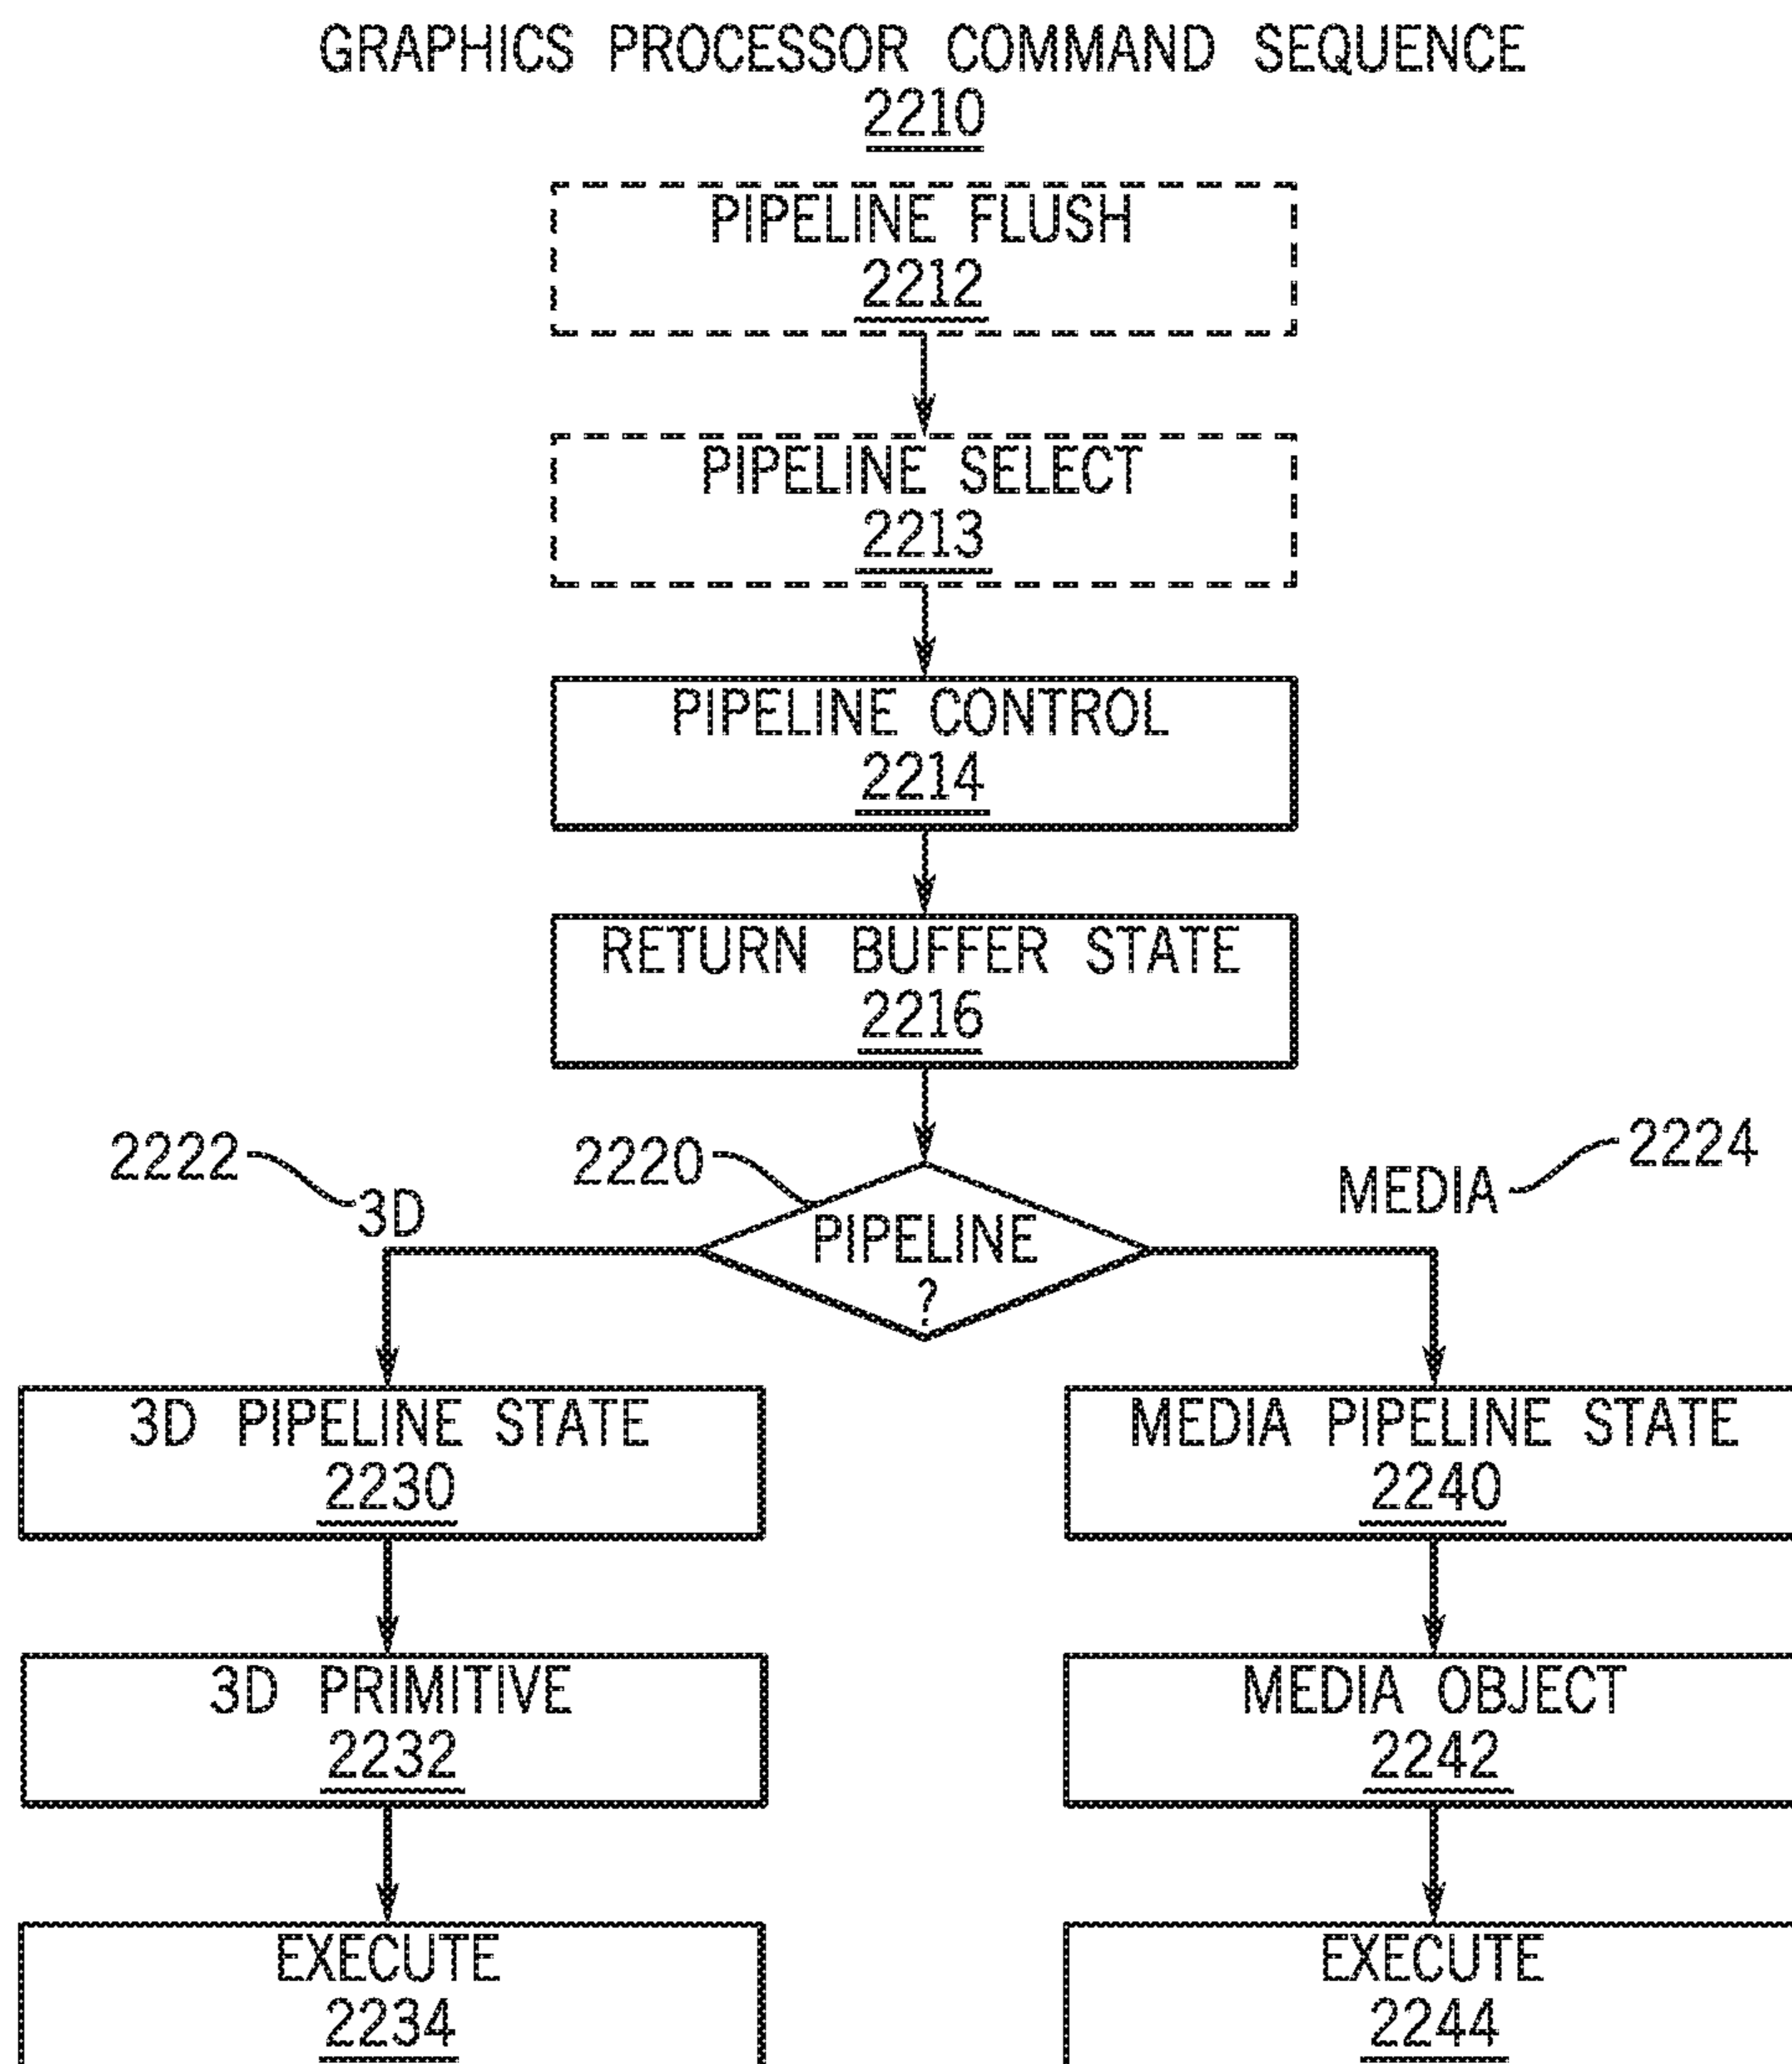 GRAPHICS PROCESSOR COMMAND SEQUENCE
2210
PIPELINE FLUSH
2212
PIPELINE SELECT
2213
PIPELINE CONTROL
2214
RETURN BUFFER STATE
2216
2222
3D
2220
PIPELINE
?
MEDIA
2224
3D PIPELINE STATE
2230
MEDIA PIPELINE STATE
2240
3D PRIMITIVE
2232
MEDIA OBJECT
2242
EXECUTE
2234
EXECUTE
2244